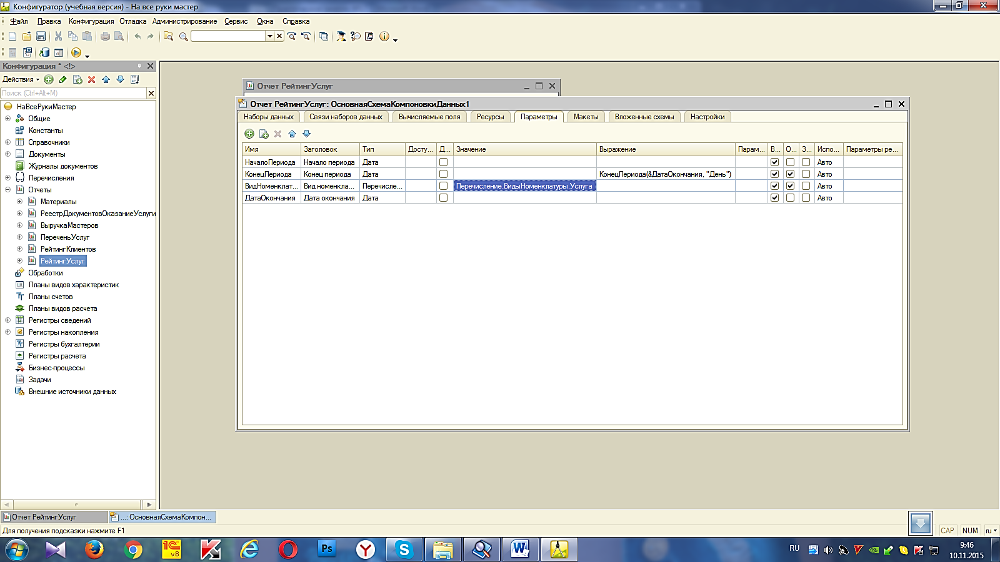 Конфигуратор (учебная версия) - На все руки мастер
Файл Правка Конфигурация Отладка Администрирование Сервис Окна Справка
Конфигурация * <!>
Действия
Поиск (Ctrl+Alt+M)
НаВсеРукиМастер
Общие
Константы
Справочники
Документы
Журналы документов
Перечисления
Отчеты
Материалы
РеестрДокументовОказаниеУслуги
ВыручкаМастеров
ПереченьУслуг
РейтингКлиентов
РейтингУслуг
Обработки
Планы видов характеристик
Планы счетов
Планы видов расчета
Регистры сведений
Регистры накопления
Регистры бухгалтерии
Регистры расчета
Бизнес-процессы
Задачи
Внешние источники данных
Отчет РейтингУслуг
Отчет РейтингУслуг: ОсновнаяСхемаКомпоновкиДанных1
Наборы данных Связи наборов данных Вычисляемые поля Ресурсы Параметры Макеты Вложенные схемы Настройки
Имя Заголовок Тип Досту... Д... Значение Выражение Парам... В... О... З... Испо... Параметры ре...
НачалоПериода Начало периода Дата Авто
КонецПериода Конец периода Дата КонецПериода(&ДатаОкончания, "День") Авто
ВидНоменклат... Вид номенкла... Перечисле... Перечисление.ВидыНоменклатуры.Услуга Авто
ДатаОкончания Дата окончания Дата Авто
Отчет РейтингУслуг ...: ОсновнаяСхемаКомпон...
Для получения подсказки нажмите F1 CAP NUM ru
1С v8 Ps RU 9:46
10.11.2015